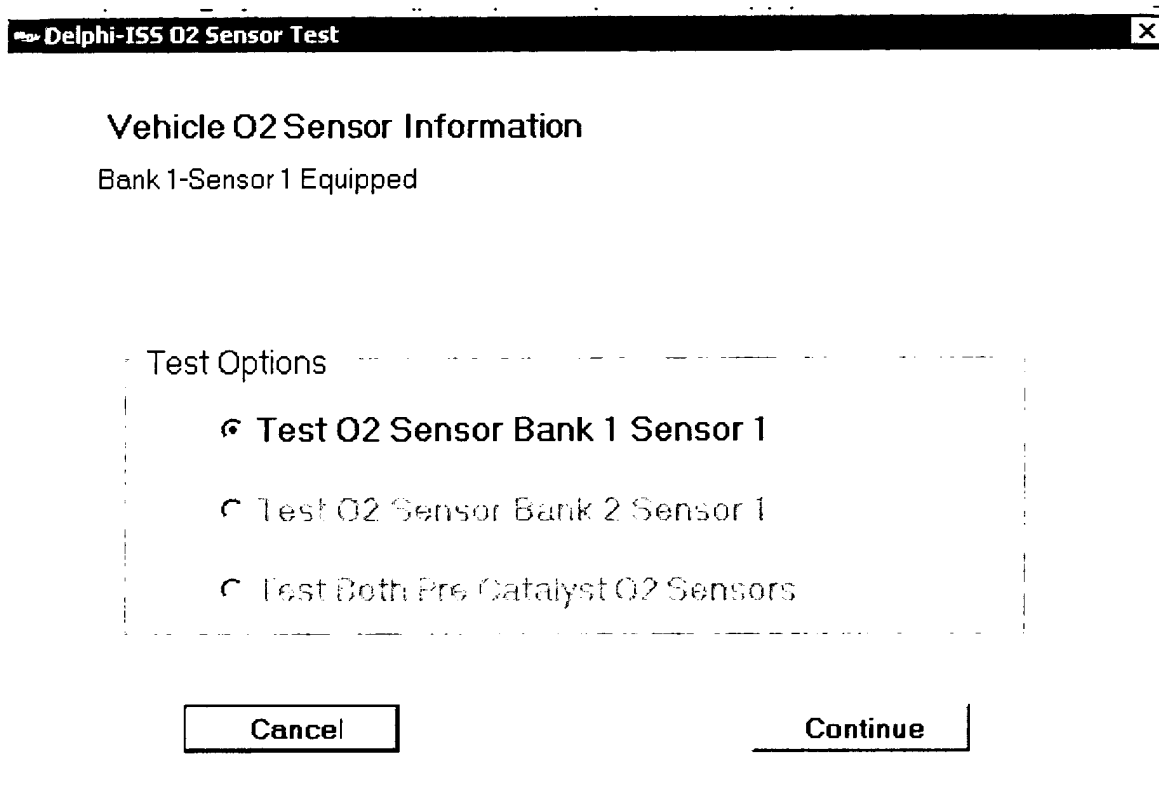 Delphi-ISS O2 Sensor Test
Vehicle O2 Sensor Information
Bank 1-Sensor 1 Equipped
Test Options
Test O2 Sensor Bank 1 Sensor 1
Test O2 Sensor Bank 2 Sensor 1
Test Both Pre Catalyst O2 Sensors
Cancel
Continue